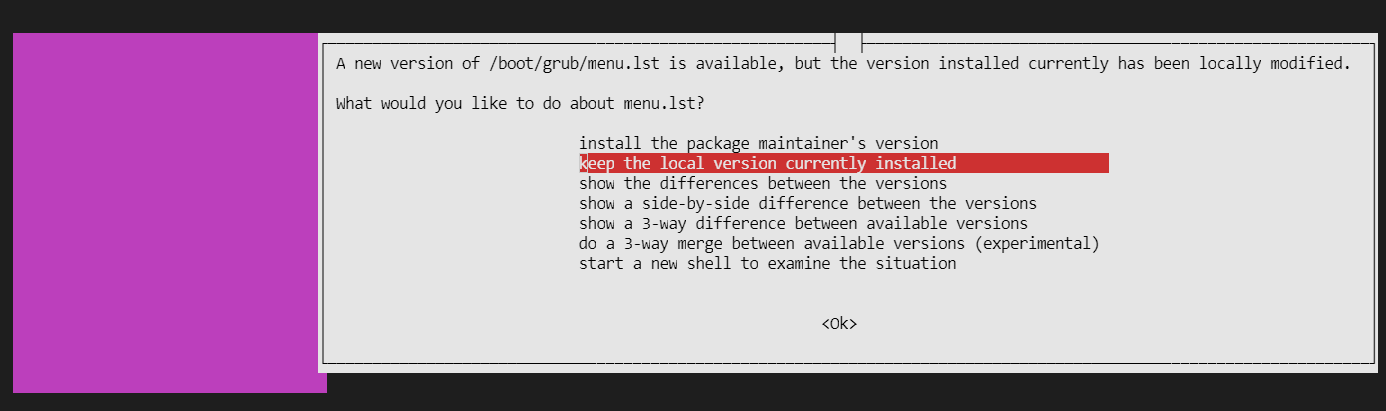 A new version of /boot/grub/menu.lst is available, but the version installed currently has been locally modified.
What would you like to do about menu.lst?
install the package maintainer's version
keep the local version currently installed
show the differences between the versions
show a side-by-side difference between the versions
show a 3-way difference between available versions
do a 3-way merge between available versions (experimental)
start a new shell to examine the situation
<Ok>